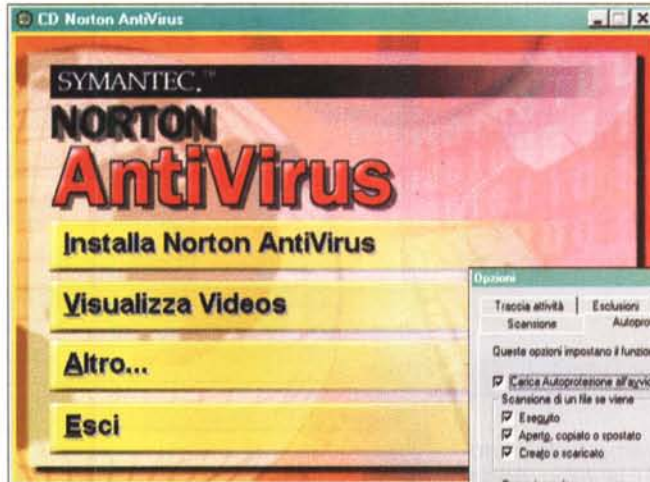 CD Norton AntiVirus
SYMANTEC.™
NORTON
AntiVirus
Installa Norton AntiVirus
Visualizza Videos
Altro...
Esci
Opzioni
Traccia attività Esclusioni
Scansione
Queste opzioni impostano il
Carica Autoprotezione all'avvio
Scansione di un file se viene
Eseguito
Aperto, copiato o spostato
Creato o scaricato